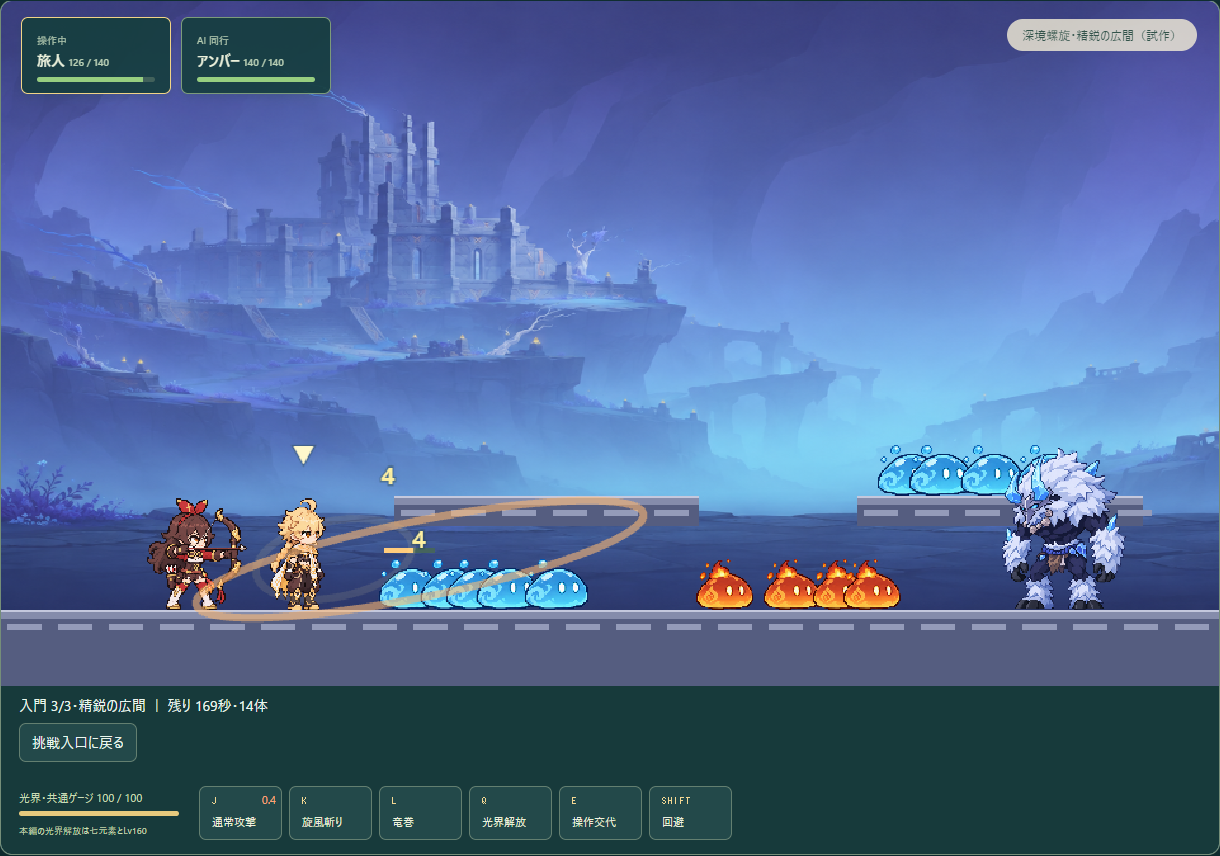 操作中
旅人 126 / 140
AI 同行
アンバー 140 / 140
深境螺旋・精鋭の広間（試作）
4
4
入門 3/3・精鋭の広間 ｜ 残り 169秒・14体
挑戦入口に戻る
光界・共通ゲージ 100 / 100
本編の光界解放は七元素とLv160
J 0.4
通常攻撃
K
旋風斬り
L
竜巻
Q
光界解放
E
操作交代
SHIFT
回避